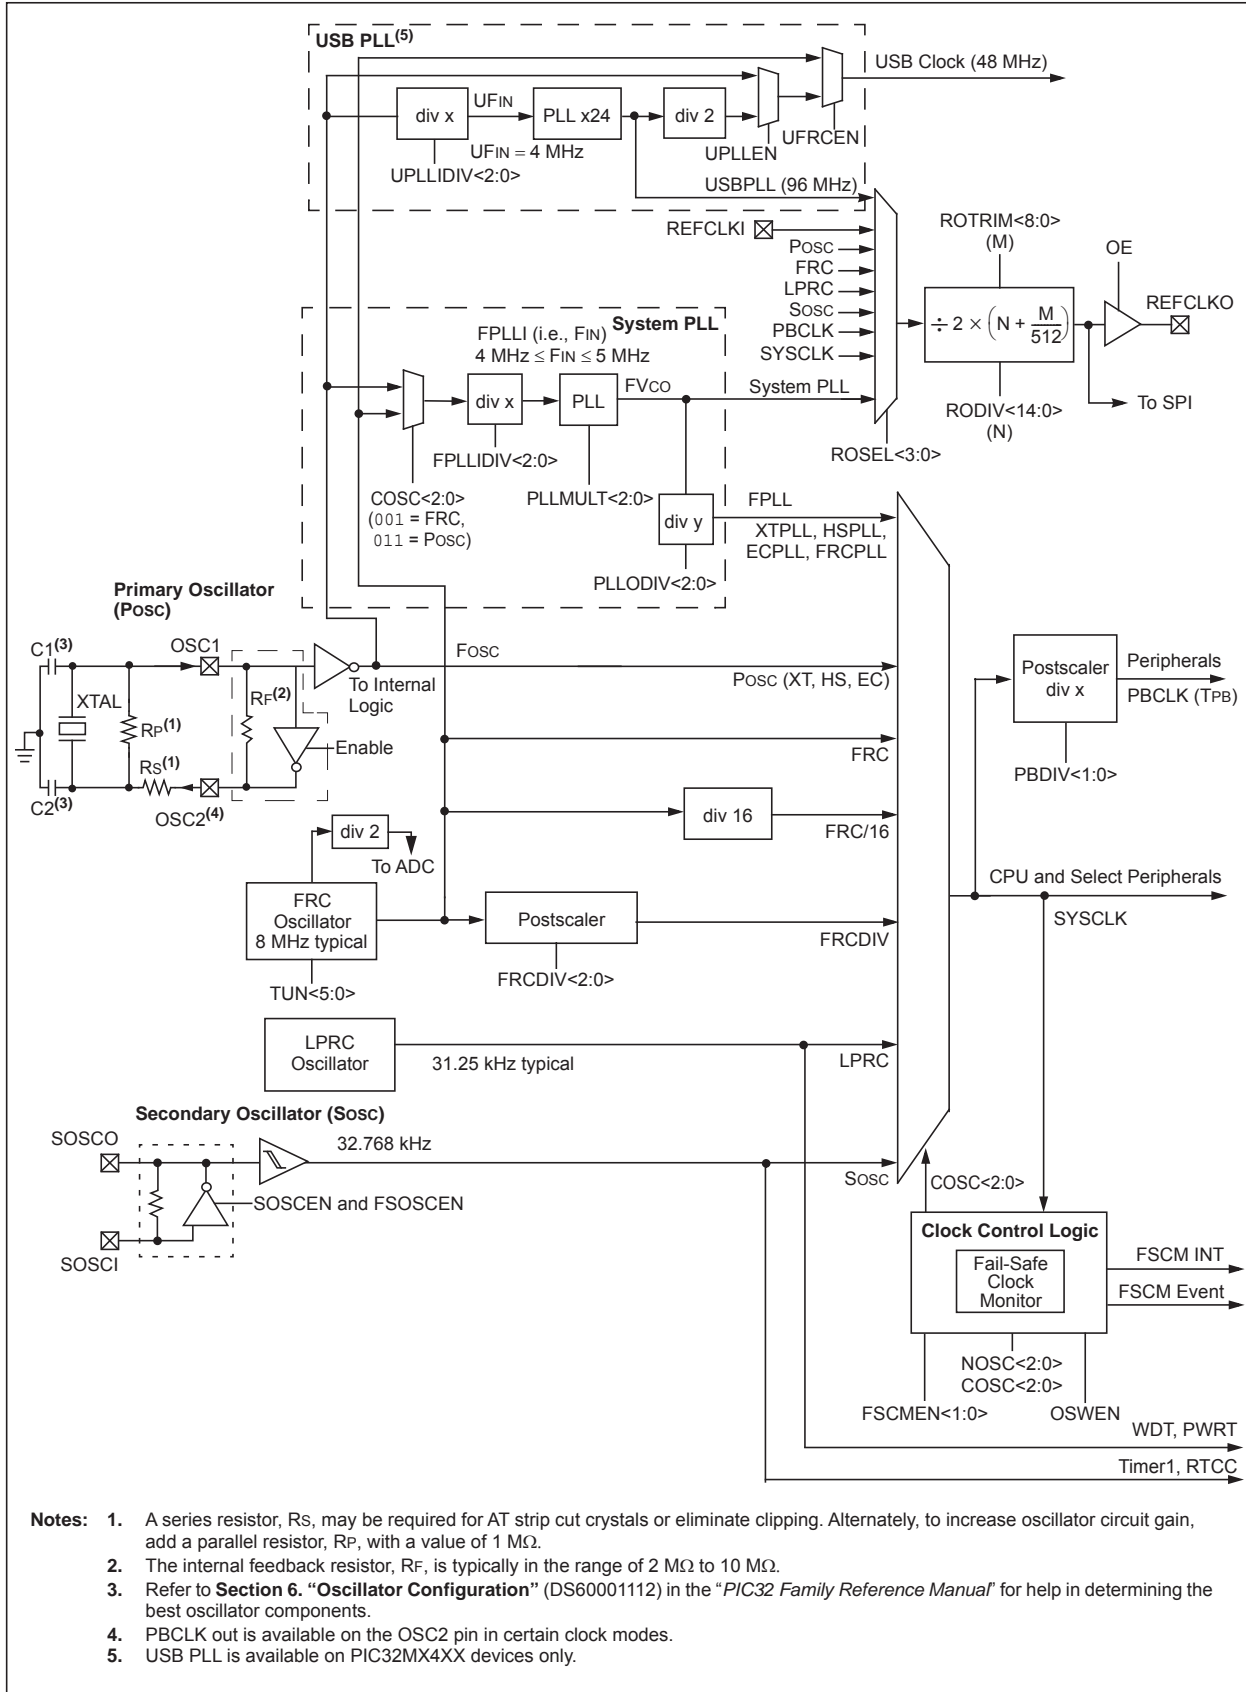 USB PLL(5)
USB Clock (48 MHz)
UFIN
div x
PLL x24
div 2
UFRCEN
UFIN = 4 MHz
UPLLEN
UPLLIDIV<2:0>
USBPLL (96 MHz)
REFCLKI
POSC
FRC
LPRC
SOSC
PBCLK
SYSCLK
ROTRIM<8:0>
(M)
OE
REFCLKO
÷ 2 × (N + M/512)
To SPI
RODIV<14:0>
(N)
ROSEL<3:0>
System PLL
FPLLI (i.e., FIN)
4 MHz ≤ FIN ≤ 5 MHz
FVCO
System PLL
div x
PLL
FPLLIDIV<2:0>
COSC<2:0>
(001 = FRC,
011 = POSC)
PLLMULT<2:0>
div y
FPLL
XTPLL, HSPLL,
ECPLL, FRCPLL
PLLODIV<2:0>
Primary Oscillator
(POSC)
C1(3)
OSC1
FOSC
To Internal
Logic
POSC (XT, HS, EC)
XTAL
RP(1)
RF(2)
Enable
RS(1)
C2(3)
OSC2(4)
FRC
Postscaler
div x
Peripherals
PBCLK (TPB)
PBDIV<1:0>
div 16
FRC/16
div 2
To ADC
FRC
Oscillator
8 MHz typical
TUN<5:0>
Postscaler
FRCDIV
FRCDIV<2:0>
CPU and Select Peripherals
SYSCLK
LPRC
Oscillator
31.25 kHz typical
LPRC
Secondary Oscillator (SOSC)
SOSCO
32.768 kHz
SOSC
SOSCEN and FSOSCEN
SOSCI
COSC<2:0>
Clock Control Logic
Fail-Safe
Clock
Monitor
FSCM INT
FSCM Event
NOSC<2:0>
COSC<2:0>
FSCMEN<1:0>
OSWEN
WDT, PWRT
Timer1, RTCC
Notes: 1. A series resistor, RS, may be required for AT strip cut crystals or eliminate clipping. Alternately, to increase oscillator circuit gain,
add a parallel resistor, RP, with a value of 1 MΩ.
2. The internal feedback resistor, RF, is typically in the range of 2 MΩ to 10 MΩ.
3. Refer to Section 6. “Oscillator Configuration” (DS60001112) in the “PIC32 Family Reference Manual” for help in determining the
best oscillator components.
4. PBCLK out is available on the OSC2 pin in certain clock modes.
5. USB PLL is available on PIC32MX4XX devices only.